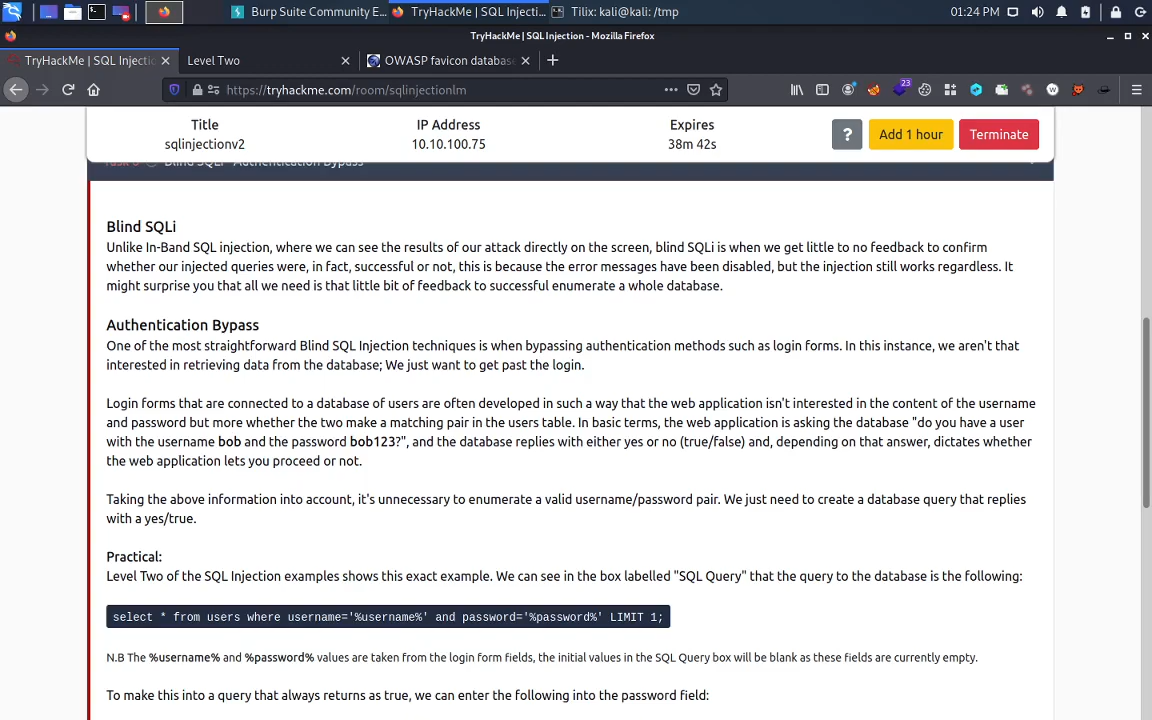 Burp Suite Community E...
TryHackMe | SQL Injecti...
Tilix: kali@kali: /tmp
01:24 PM
TryHackMe | SQL Injection - Mozilla Firefox
TryHackMe | SQL Injectio
Level Two
OWASP favicon database
https://tryhackme.com/room/sqlinjectionlm
23
Title
sqlinjectionv2
IP Address
10.10.100.75
Expires
38m 42s
?
Add 1 hour
Terminate
Blind SQLi - Authentication Bypass
Blind SQLi
Unlike In-Band SQL injection, where we can see the results of our attack directly on the screen, blind SQLi is when we get little to no feedback to confirm
whether our injected queries were, in fact, successful or not, this is because the error messages have been disabled, but the injection still works regardless. It
might surprise you that all we need is that little bit of feedback to successful enumerate a whole database.
Authentication Bypass
One of the most straightforward Blind SQL Injection techniques is when bypassing authentication methods such as login forms. In this instance, we aren't that
interested in retrieving data from the database; We just want to get past the login.
Login forms that are connected to a database of users are often developed in such a way that the web application isn't interested in the content of the username
and password but more whether the two make a matching pair in the users table. In basic terms, the web application is asking the database "do you have a user
with the username bob and the password bob123?", and the database replies with either yes or no (true/false) and, depending on that answer, dictates whether
the web application lets you proceed or not.
Taking the above information into account, it's unnecessary to enumerate a valid username/password pair. We just need to create a database query that replies
with a yes/true.
Practical:
Level Two of the SQL Injection examples shows this exact example. We can see in the box labelled "SQL Query" that the query to the database is the following:
select * from users where username='%username%' and password='%password%' LIMIT 1;
N.B The %username% and %password% values are taken from the login form fields, the initial values in the SQL Query box will be blank as these fields are currently empty.
To make this into a query that always returns as true, we can enter the following into the password field: